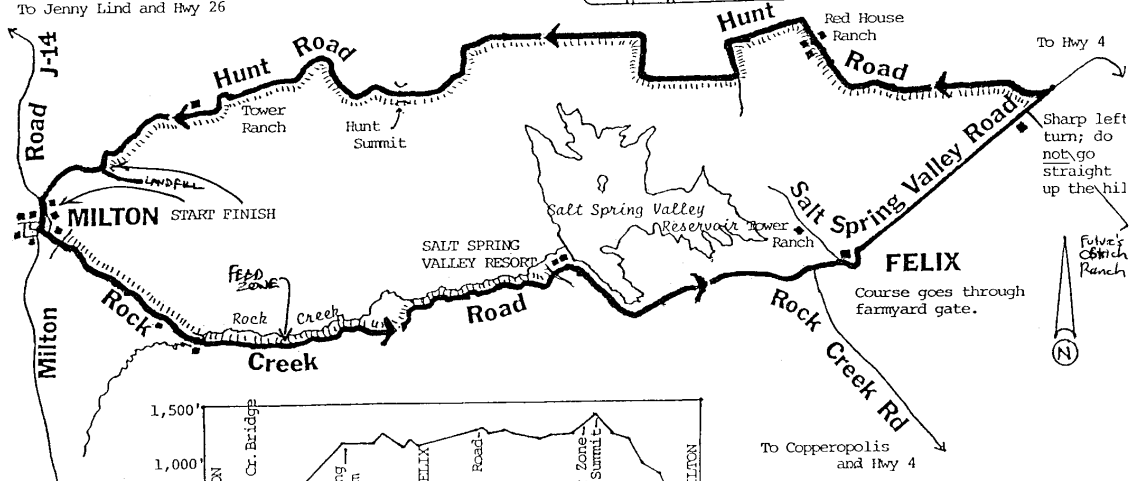 To Jenny Lind and Hwy 26
J-14
Road
Hunt Road
Hunt
Red House
Ranch
Road
To Hwy 4
Tower
Ranch
Hunt
Summit
Sharp left
turn; do
not go
straight
up the hil
LANDFILL
MILTON
START FINISH
Salt Spring Valley
Reservoir
Tower
Ranch
Salt Spring Valley Road
SALT SPRING
VALLEY RESORT
FELIX
Course goes through
farmyard gate.
Ranch
N
FEED
ZONE
Rock Creek
Rock
Creek
Road
Rock
Creek Rd
Milton
To Copperopolis
and Hwy 4
1,500'
1,000'
Cr. Bridge
ELIX
Road
Zone
Summit
ILTON